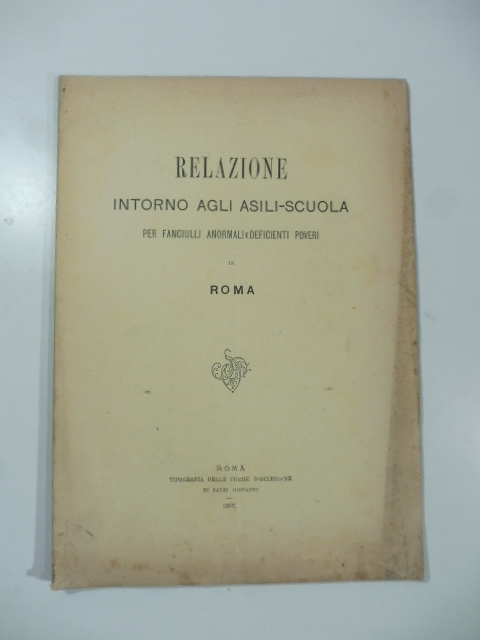 RELAZIONE
INTORNO AGLI ASILI-SCUOLA
PER FANCIULLI ANORMALI E DEFICIENTI POVERI
IN
ROMA
ROMA
TIPOGRAFIA DELLE TERME DIOCLEZIANE
DI BALBI GIOVANNI